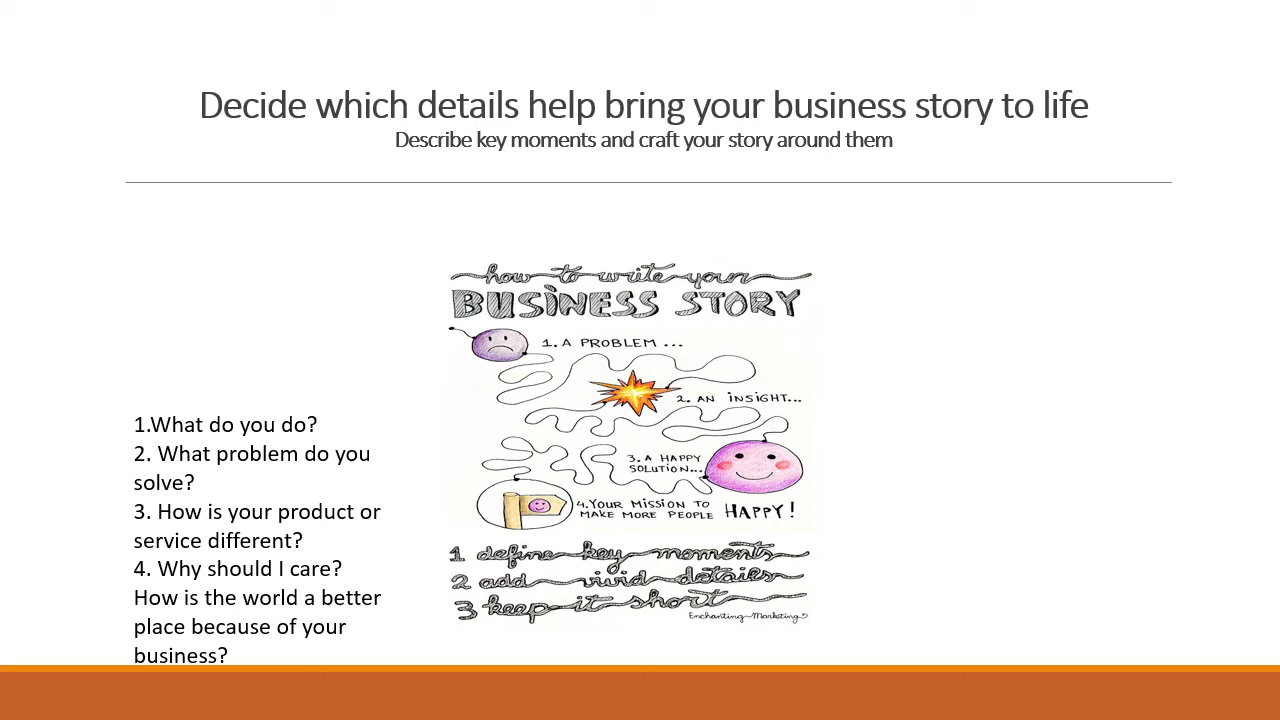 Decide which details help bring your business story to life
Describe key moments and craft your story around them
1.What do you do?
2. What problem do you
solve?
3. How is your product or
service different?
4. Why should I care?
How is the world a better
place because of your
business?
how to write your
BUSINESS STORY
1. A PROBLEM ...
2. AN INSIGHT...
3. A HAPPY
SOLUTION...
4. YOUR MISSION TO
MAKE MORE PEOPLE HAPPY!
1 define key moments
2 add vivid details
3 keep it short
Enchanting Marketing